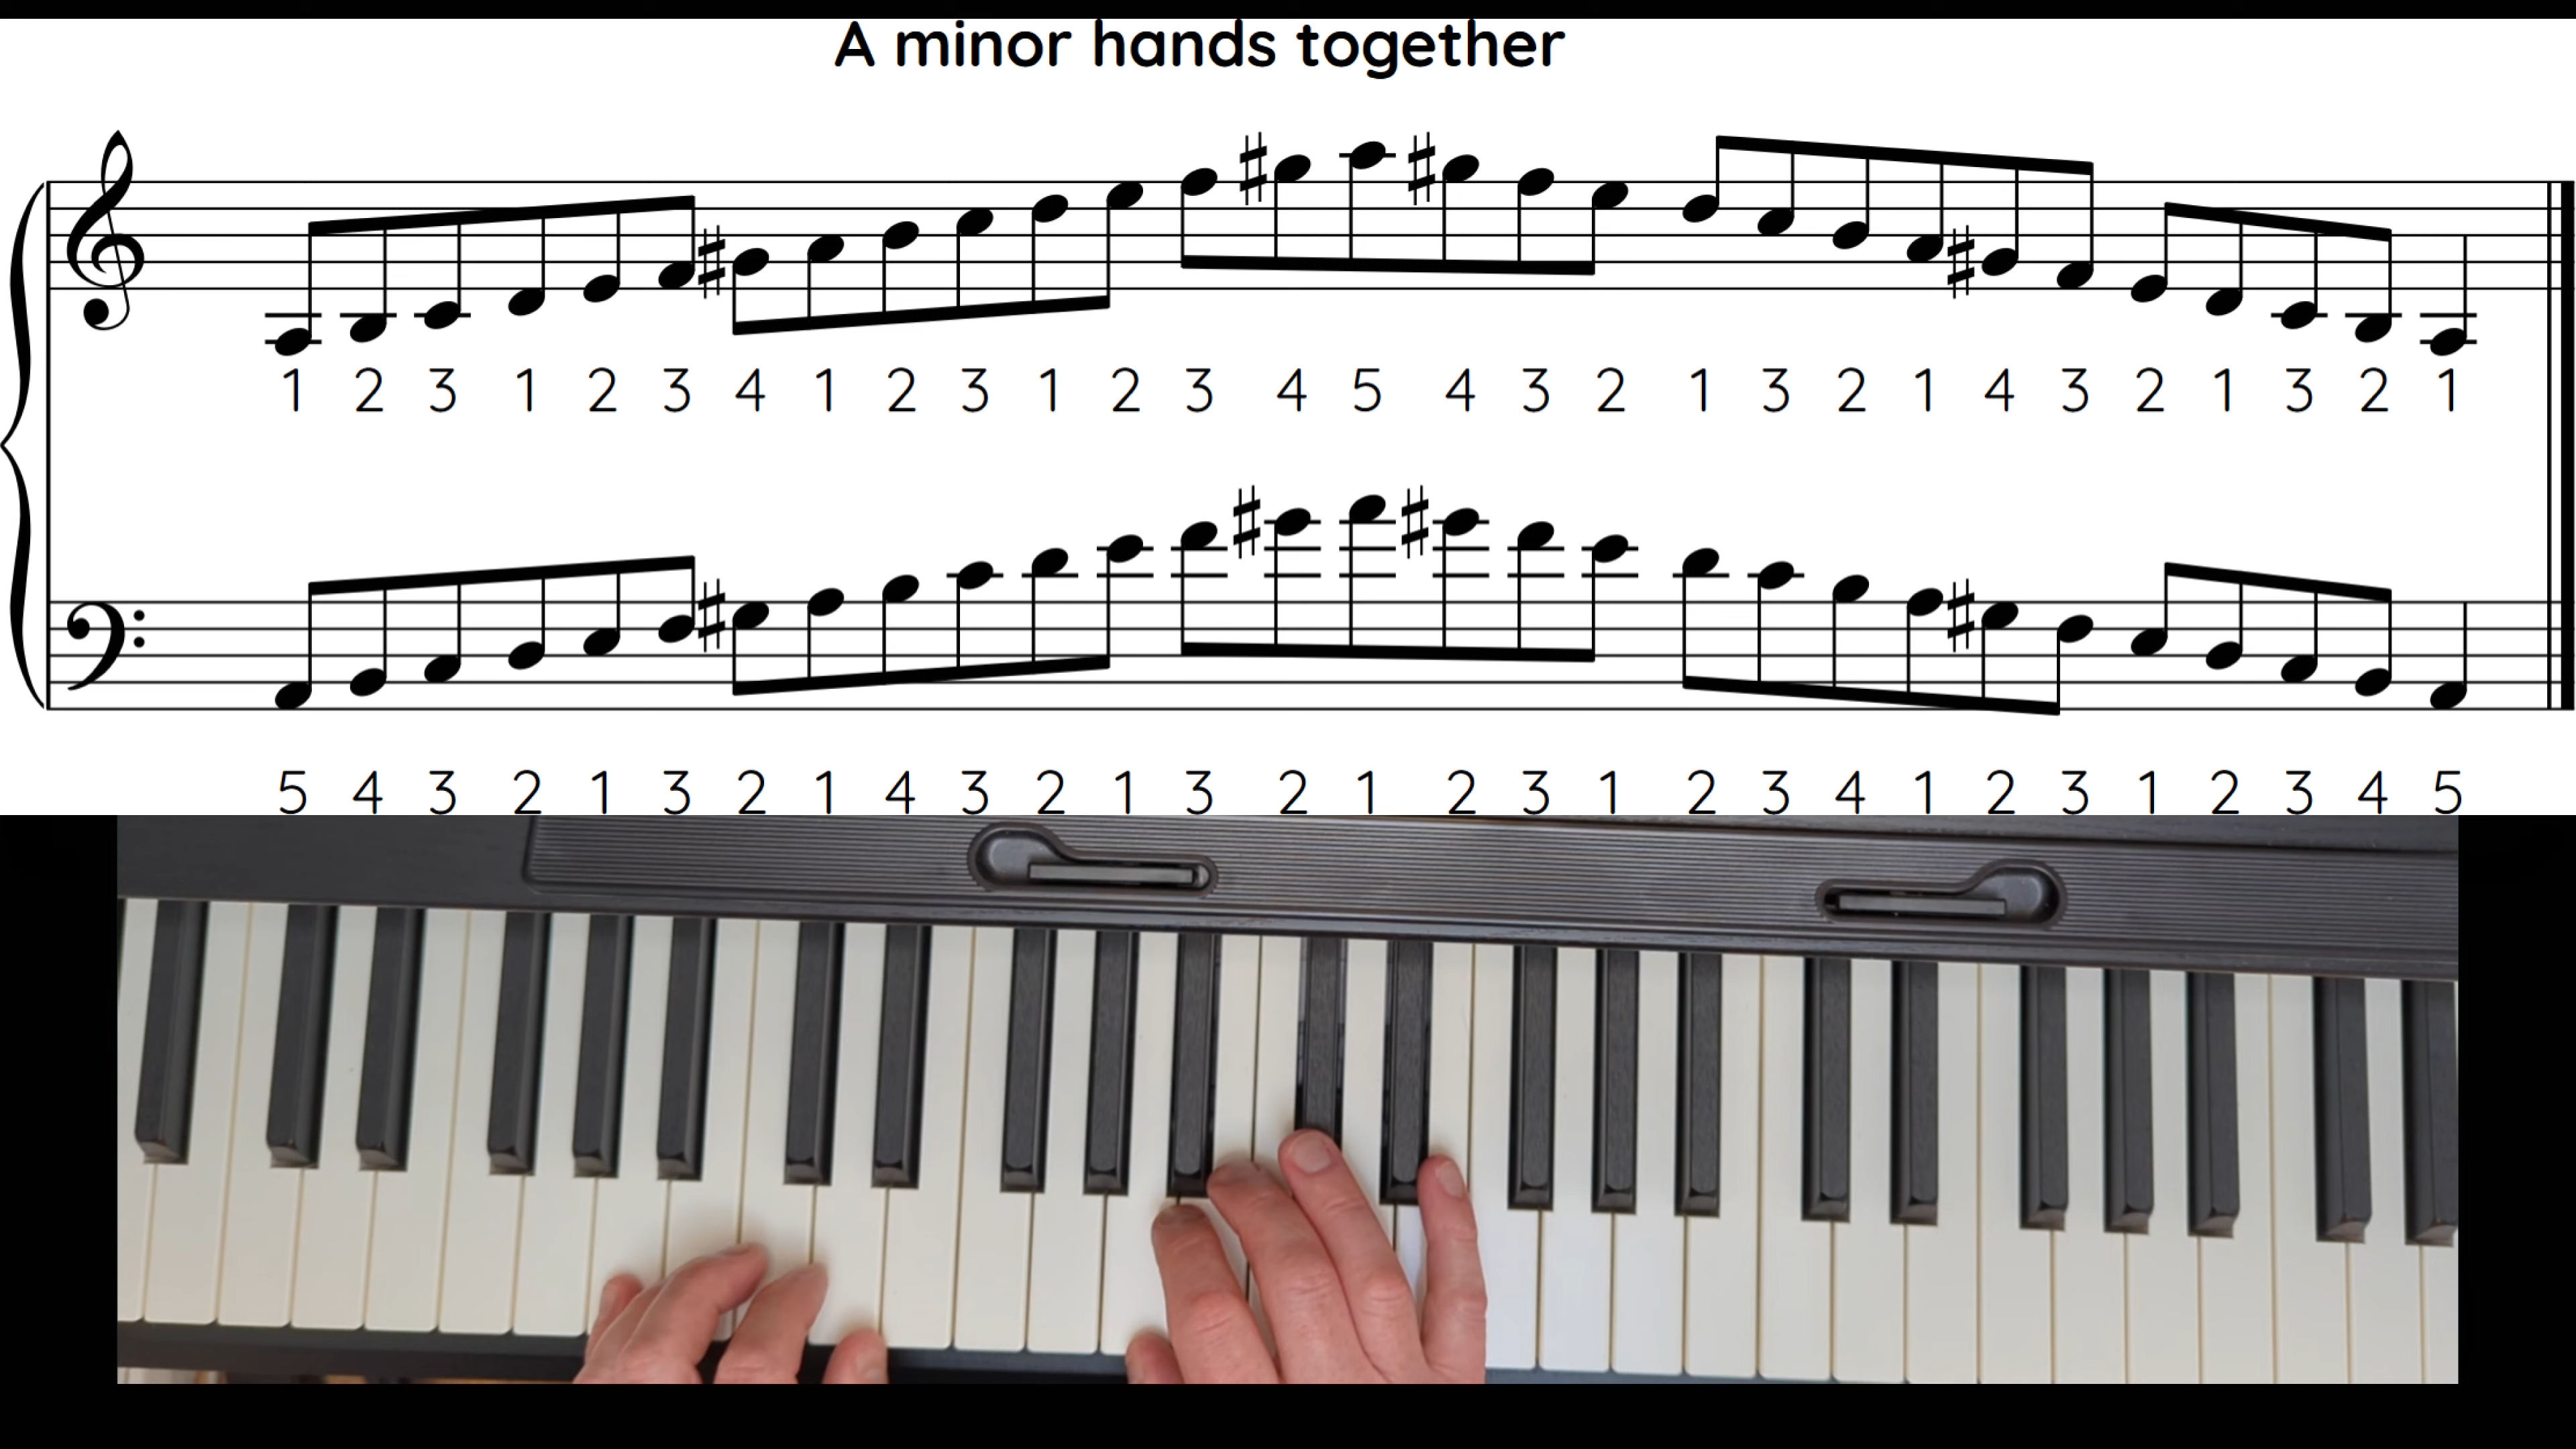 A minor hands together
1 2 3 1 2 3 4 1 2 3 1 2 3 4 5 4 3 2 1 3 2 1 4 3 2 1 3 2 1
5 4 3 2 1 3 2 1 4 3 2 1 3 2 1 2 3 1 2 3 4 1 2 3 1 2 3 4 5